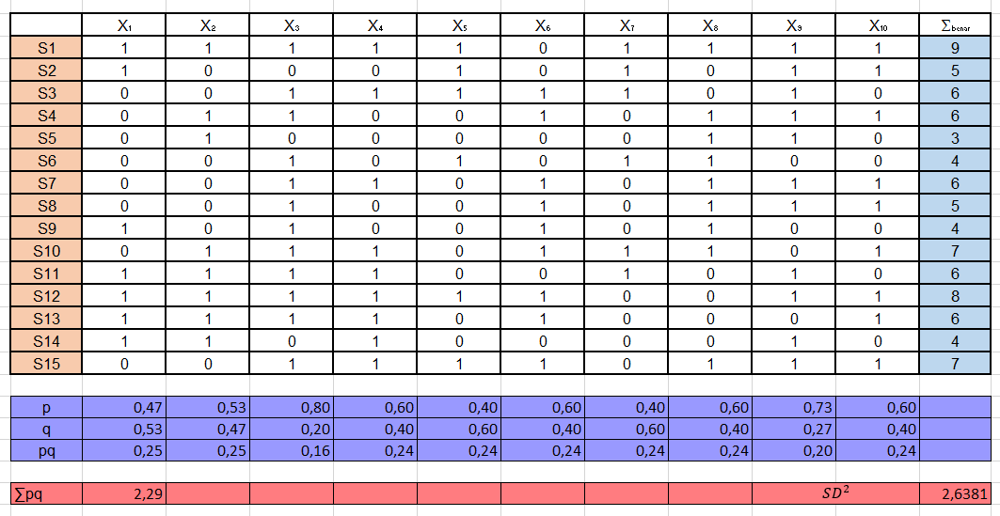 X₁ X₂ X₃ X₄ X₅ X₆ X₇ X₈ X₉ X₁₀ Σbenar
S1 1 1 1 1 1 0 1 1 1 1 9
S2 1 0 0 0 1 0 1 0 1 1 5
S3 0 0 1 1 1 1 1 0 1 0 6
S4 0 1 1 0 0 1 0 1 1 1 6
S5 0 1 0 0 0 0 0 1 1 0 3
S6 0 0 1 0 1 0 1 1 0 0 4
S7 0 0 1 1 0 1 0 1 1 1 6
S8 0 0 1 0 0 1 0 1 1 1 5
S9 1 0 1 0 0 1 0 1 0 0 4
S10 0 1 1 1 0 1 1 1 0 1 7
S11 1 1 1 1 0 0 1 0 1 0 6
S12 1 1 1 1 1 1 0 0 1 1 8
S13 1 1 1 1 0 1 0 0 0 1 6
S14 1 1 0 1 0 0 0 0 1 0 4
S15 0 0 1 1 1 1 0 1 1 1 7
p 0,47 0,53 0,80 0,60 0,40 0,60 0,40 0,60 0,73 0,60
q 0,53 0,47 0,20 0,40 0,60 0,40 0,60 0,40 0,27 0,40
pq 0,25 0,25 0,16 0,24 0,24 0,24 0,24 0,24 0,20 0,24
∑pq 2,29 SD² 2,6381